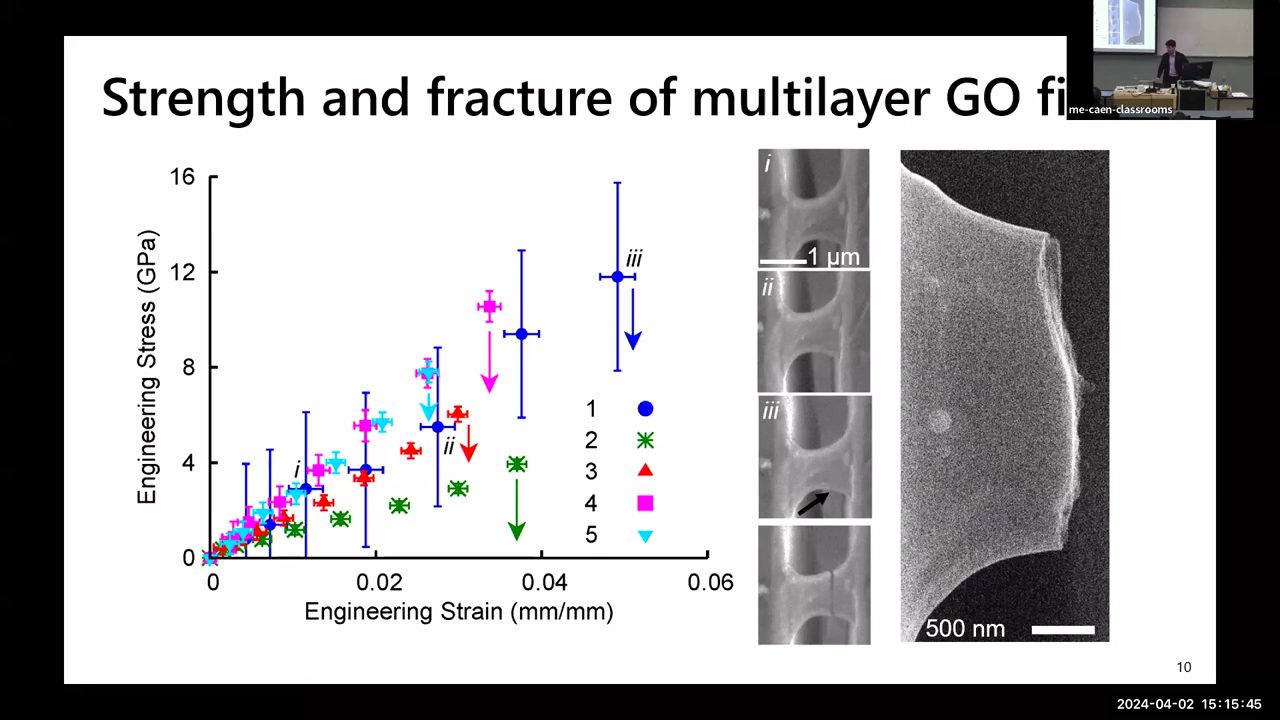 Strength and fracture of multilayer GO fi
me-caen-classrooms
16
12
8
4
0
Engineering Stress (GPa)
0
0.02
0.04
0.06
Engineering Strain (mm/mm)
i
ii
iii
1
2
3
4
5
i
1 μm
ii
iii
500 nm
10
2024-04-02 15:15:45